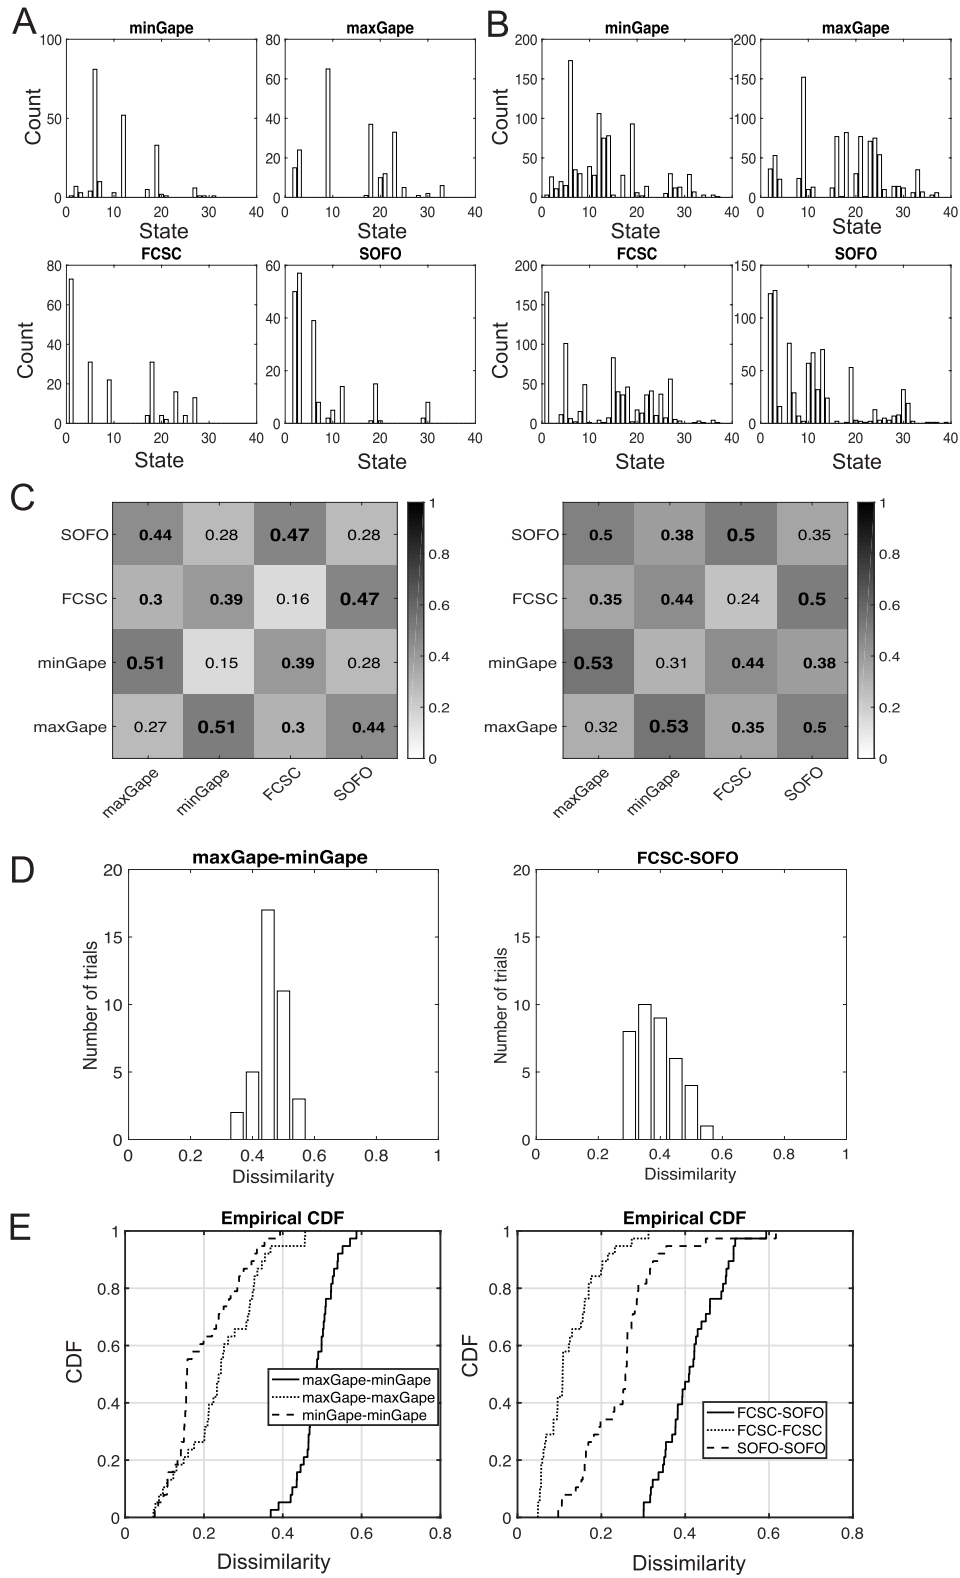 A
B
minGape
maxGape
minGape
maxGape
100
50
0
80
60
40
20
0
200
150
100
50
0
200
150
100
50
0
Count
Count
0 10 20 30 40
0 10 20 30 40
0 10 20 30 40
0 10 20 30 40
State
State
State
State
FCSC
SOFO
FCSC
SOFO
80
60
40
20
0
60
40
20
0
200
150
100
50
0
150
100
50
0
Count
Count
0 10 20 30 40
0 10 20 30 40
0 10 20 30 40
0 10 20 30 40
State
State
State
State
C
SOFO 0.44 0.28 0.47 0.28
FCSC 0.3 0.39 0.16 0.47
minGape 0.51 0.15 0.39 0.28
maxGape 0.27 0.51 0.3 0.44
maxGape minGape FCSC SOFO
1
0.8
0.6
0.4
0.2
0
SOFO 0.5 0.38 0.5 0.35
FCSC 0.35 0.44 0.24 0.5
minGape 0.53 0.31 0.44 0.38
maxGape 0.32 0.53 0.35 0.5
maxGape minGape FCSC SOFO
1
0.8
0.6
0.4
0.2
0
D
maxGape-minGape
20
15
10
5
0
Number of trials
0 0.2 0.4 0.6 0.8 1
Dissimilarity
FCSC-SOFO
20
15
10
5
0
Number of trials
0 0.2 0.4 0.6 0.8 1
Dissimilarity
E
Empirical CDF
1
0.8
0.6
0.4
0.2
0
CDF
maxGape-minGape
maxGape-maxGape
minGape-minGape
0 0.2 0.4 0.6 0.8
Dissimilarity
Empirical CDF
1
0.8
0.6
0.4
0.2
0
CDF
FCSC-SOFO
FCSC-FCSC
SOFO-SOFO
0 0.2 0.4 0.6 0.8
Dissimilarity